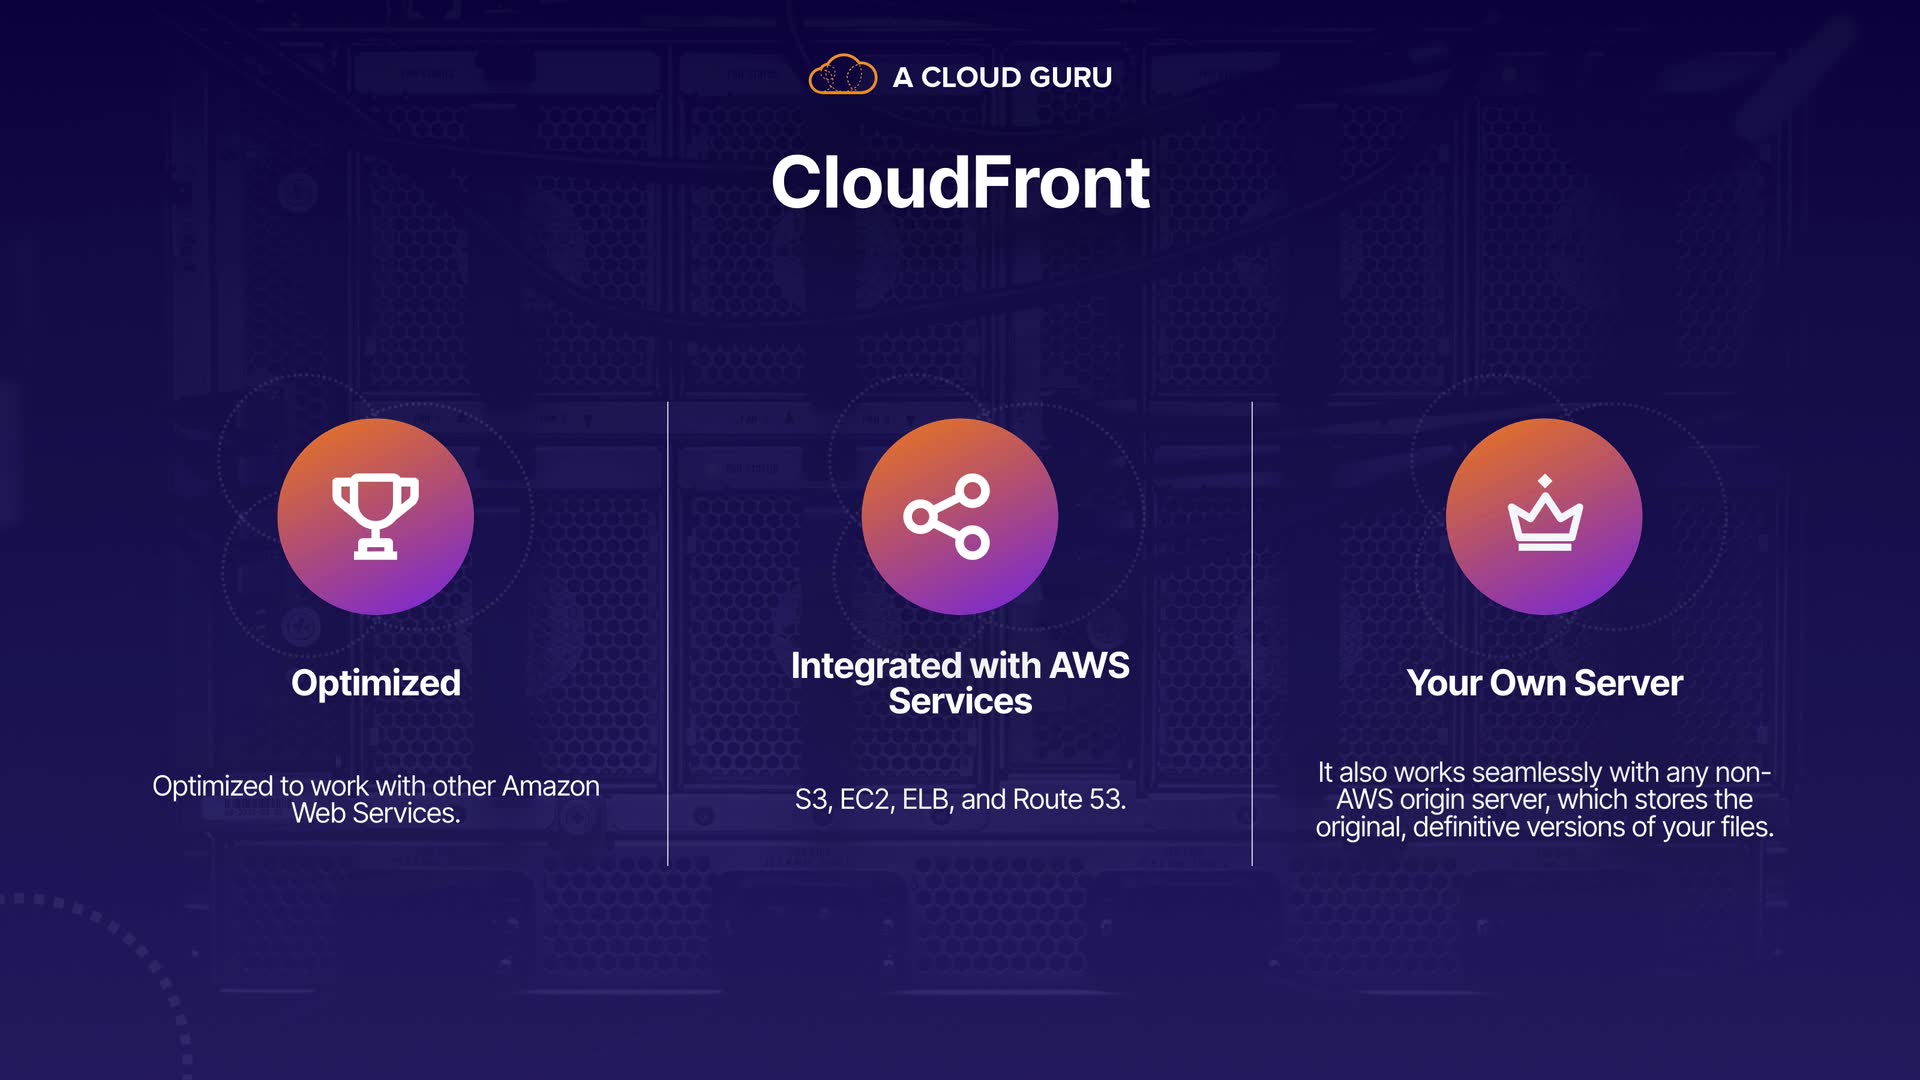 A CLOUD GURU
CloudFront
Optimized
Optimized to work with other Amazon
Web Services.
Integrated with AWS
Services
S3, EC2, ELB, and Route 53.
Your Own Server
It also works seamlessly with any non-
AWS origin server, which stores the
original, definitive versions of your files.